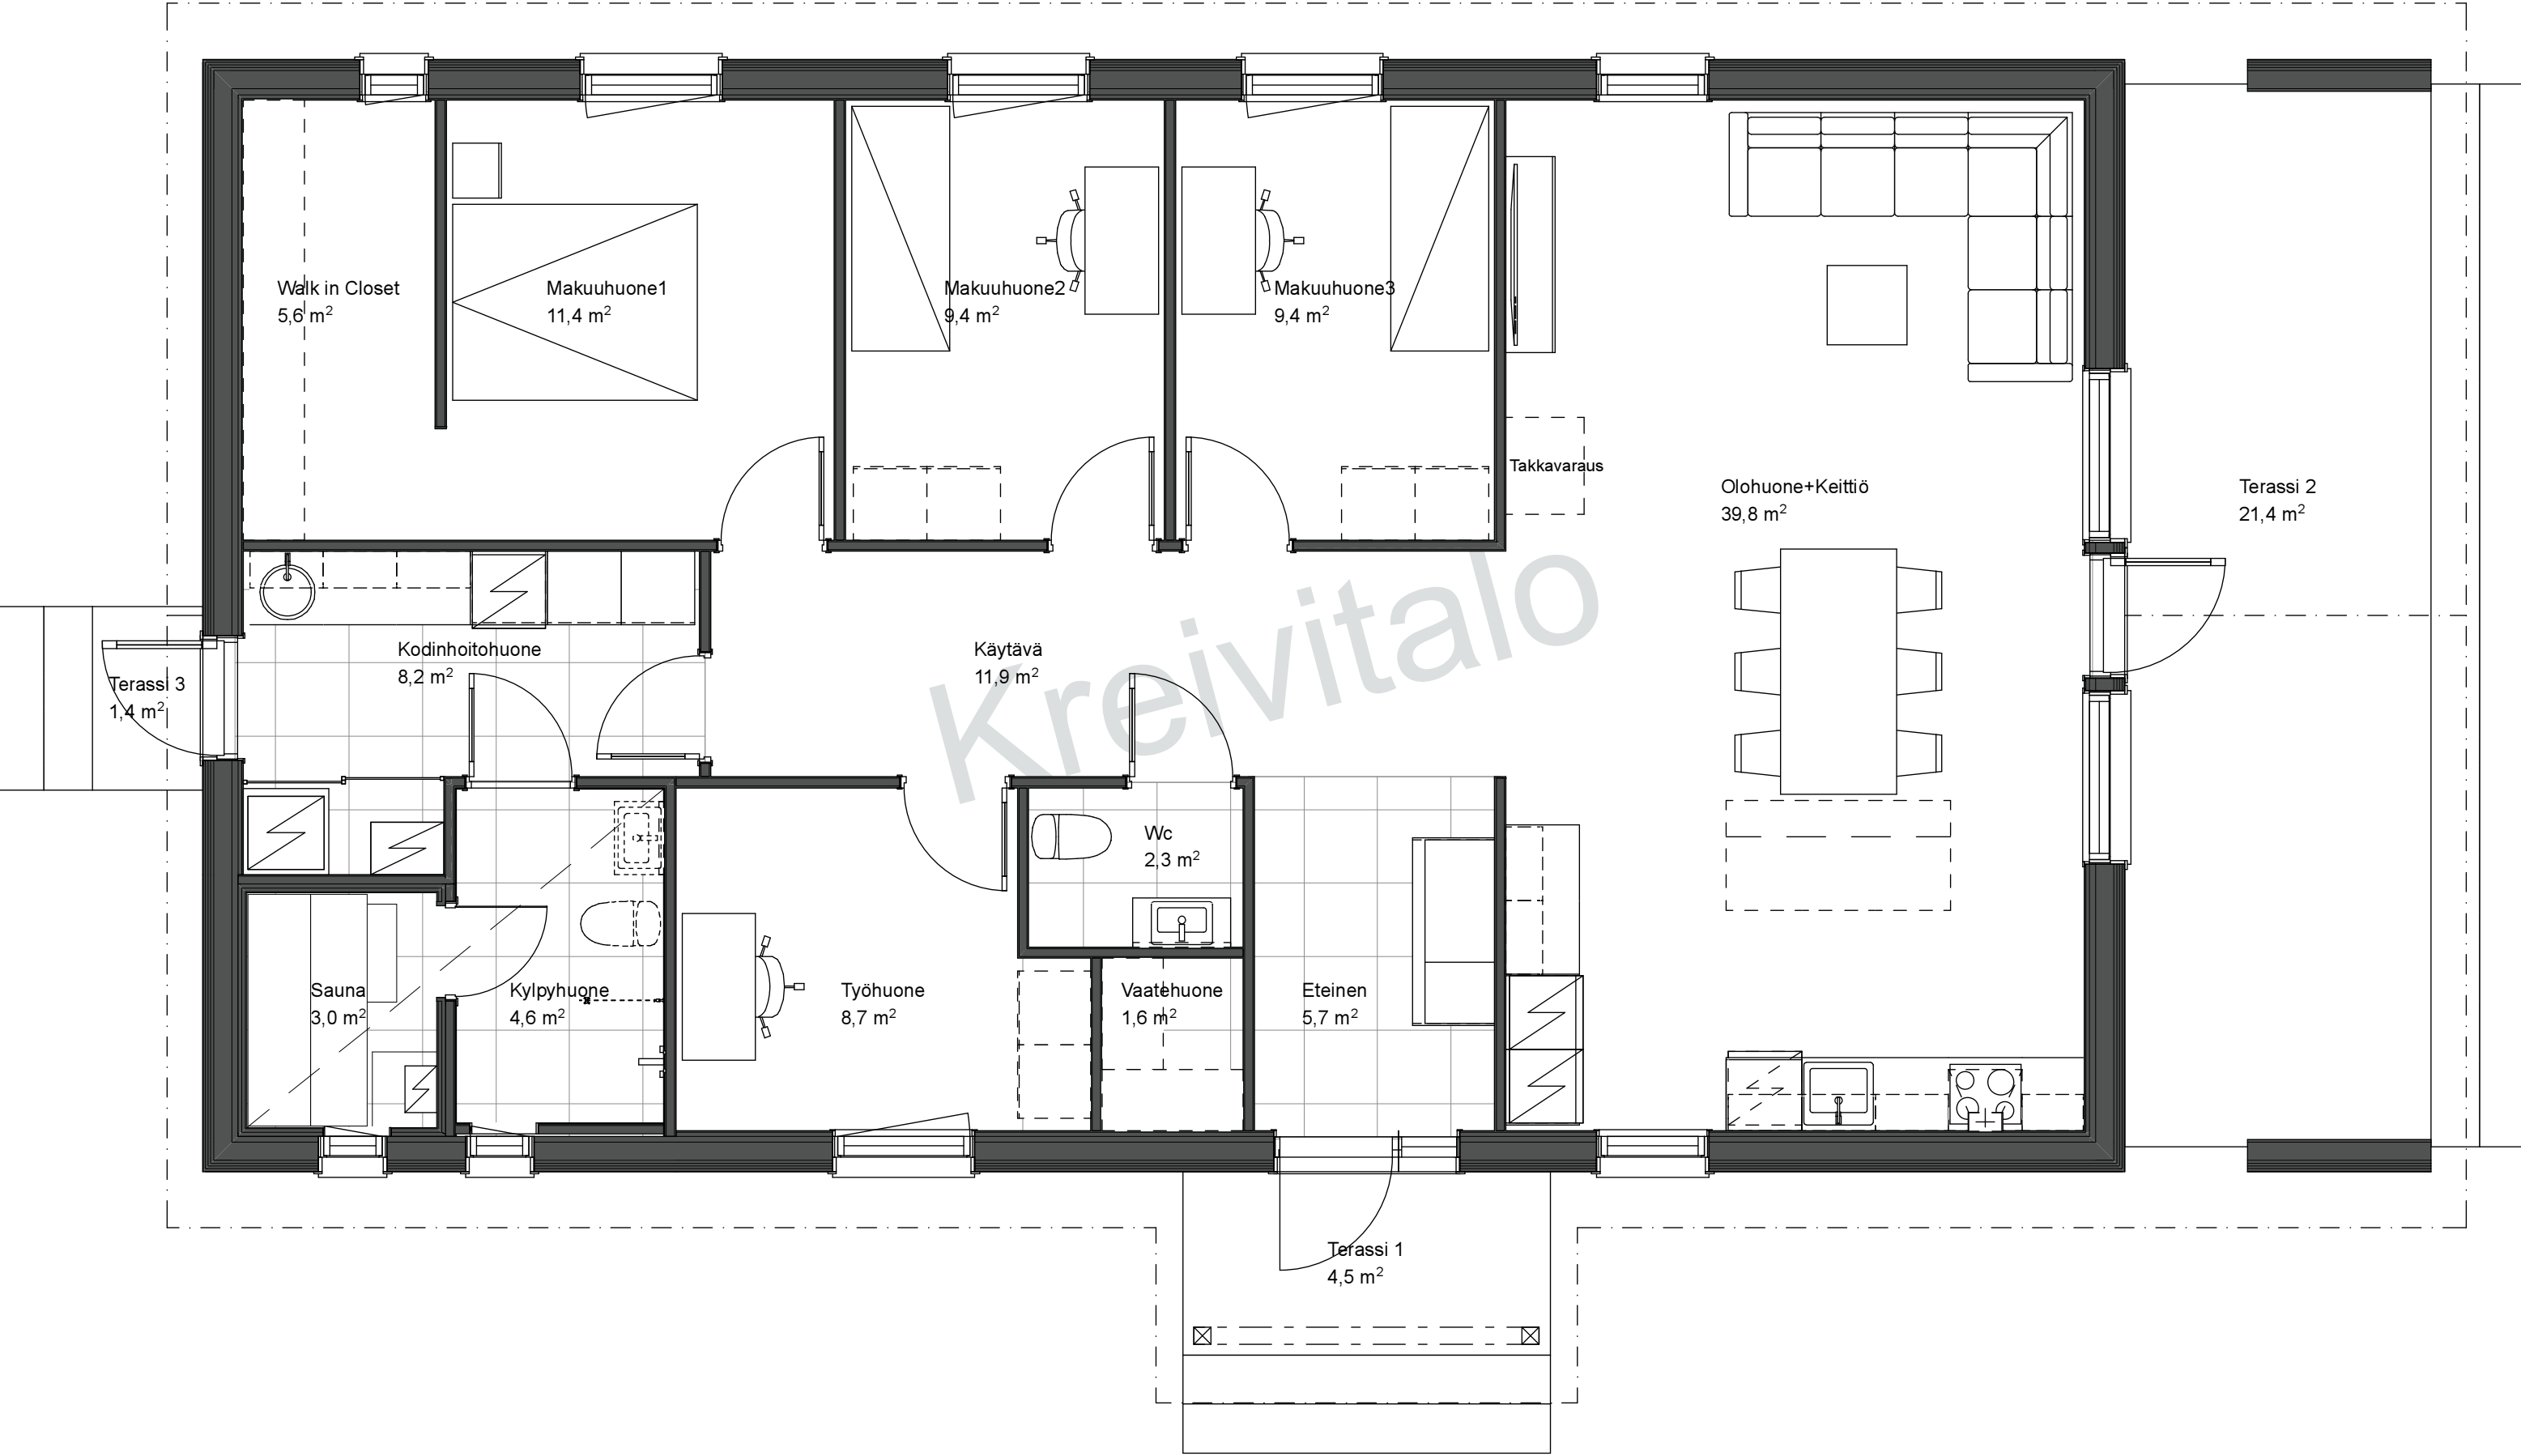 Walk in Closet
5,6 m²
Makuuhuone1
11,4 m²
Makuuhuone2
9,4 m²
Makuuhuone3
9,4 m²
Takkavaraus
Olohuone+Keittiö
39,8 m²
Terassi 2
21,4 m²
Kreivitalo
Kodinhoitohuone
8,2 m²
Käytävä
11,9 m²
Terassi 3
1,4 m²
Wc
2,3 m²
Sauna
3,0 m²
Kylpyhuone
4,6 m²
Työhuone
8,7 m²
Vaatehuone
1,6 m²
Eteinen
5,7 m²
Terassi 1
4,5 m²